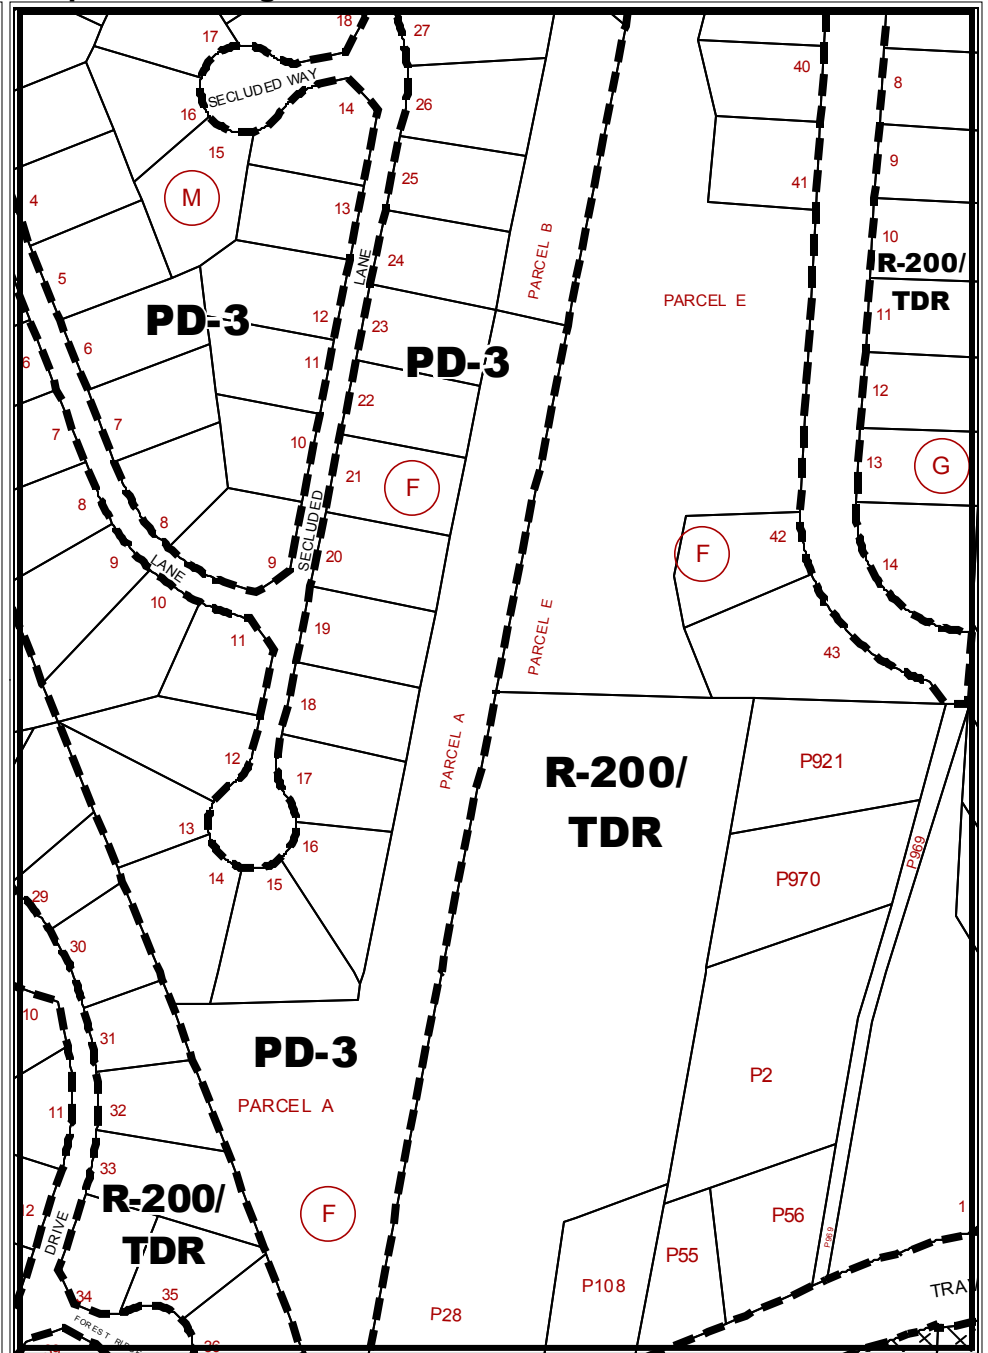 18
27
17
SECLUDED WAY
14
26
16
15
M
25
13
4
24
LANE
5
PD-3
12
23
6
11
PD-3
6
22
7
7
10
21
F
8
SECLUDED
8
20
9
LANE
9
10
11
19
18
12
17
13
16
14
15
PARCEL B
PARCEL E
40
8
41
9
10
R-200/
TDR
11
12
13
G
42
F
14
43
PARCEL E
PARCEL A
R-200/
TDR
P921
P969
P970
P2
P56
P969
P55
P108
P28
1
29
30
10
31
11
32
33
PD-3
PARCEL A
F
R-200/
TDR
DRIVE
34
35